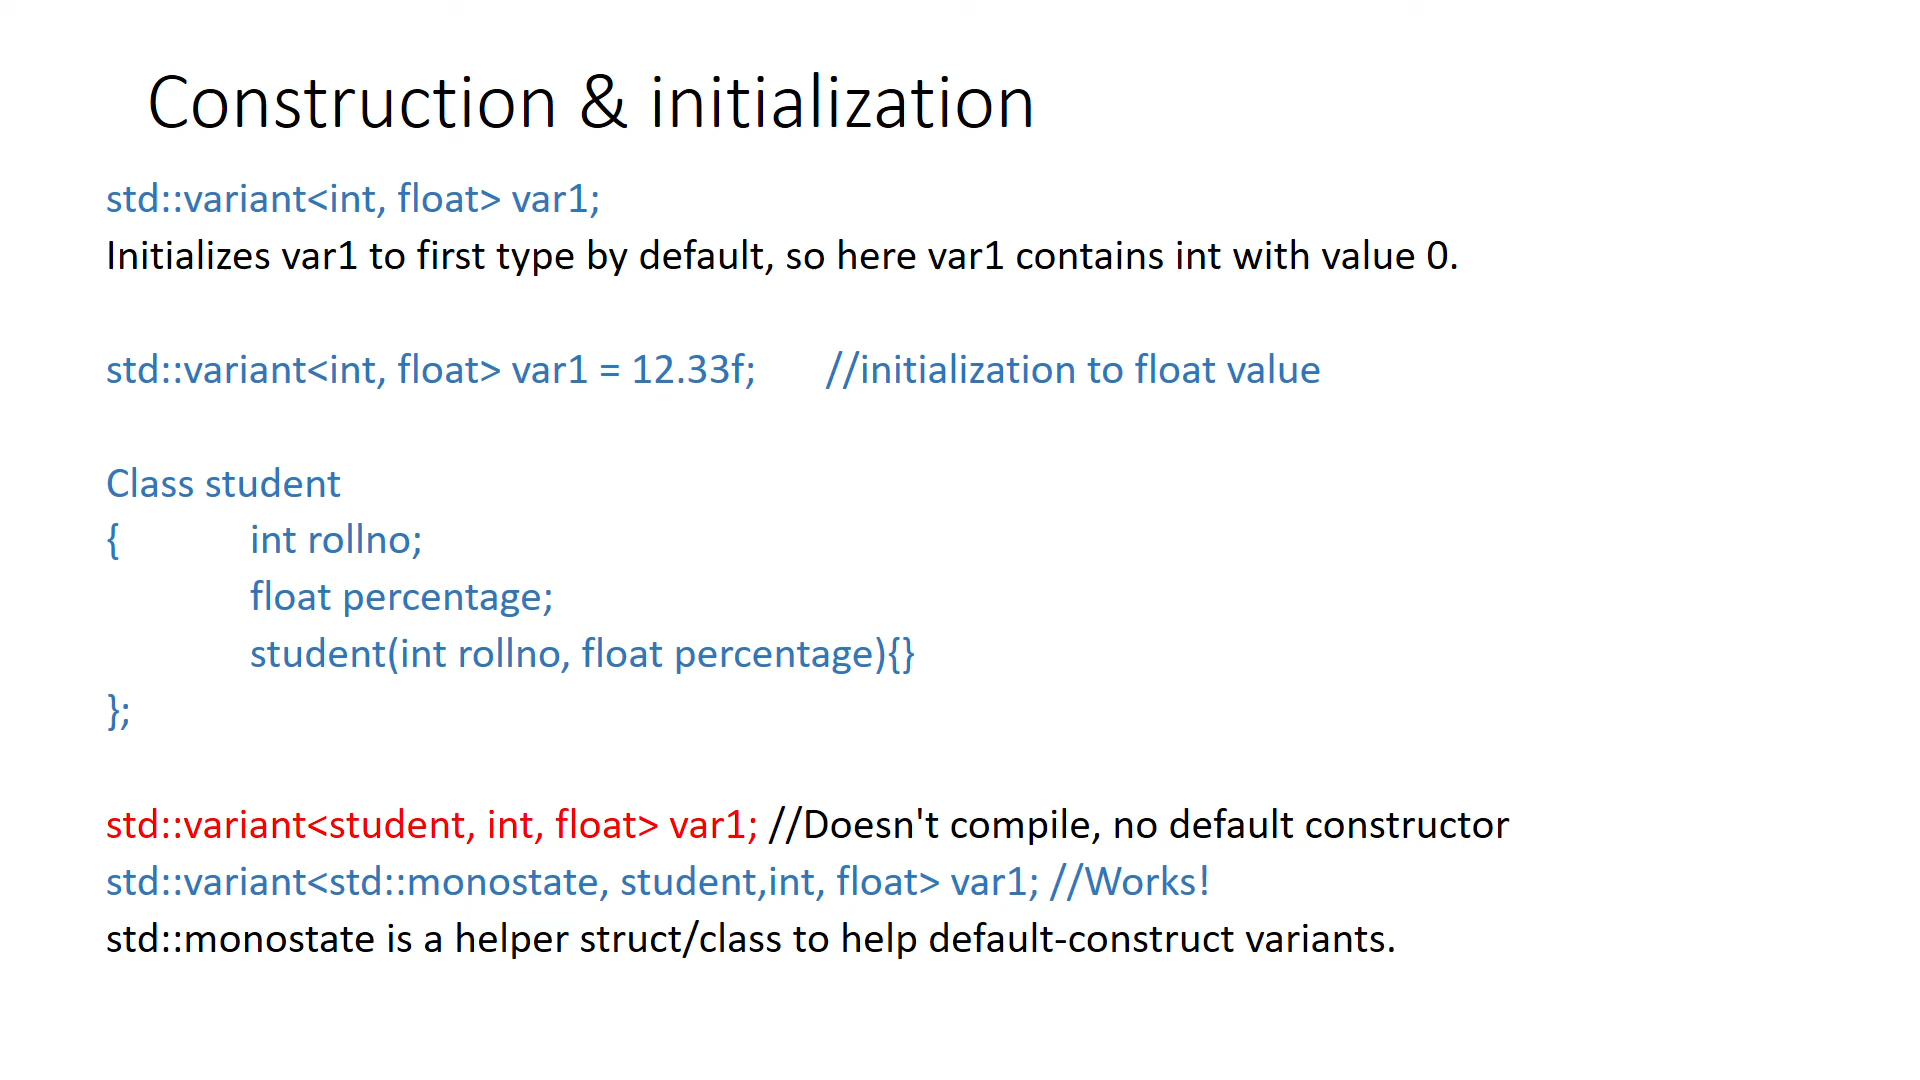 Construction & initialization
std::variant<int, float> var1;
Initializes var1 to first type by default, so here var1 contains int with value 0.
std::variant<int, float> var1 = 12.33f; //initialization to float value
Class student
{ int rollno;
float percentage;
student(int rollno, float percentage){}
};
std::variant<student, int, float> var1; //Doesn't compile, no default constructor
std::variant<std::monostate, student,int, float> var1; //Works!
std::monostate is a helper struct/class to help default-construct variants.